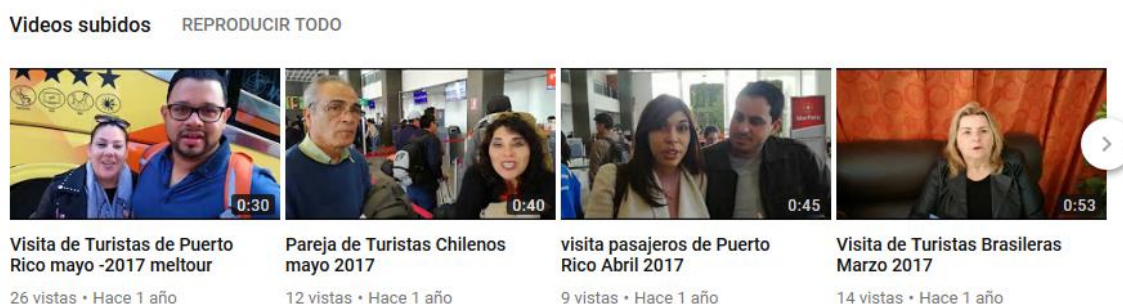 Videos subidos REPRODUCIR TODO
0:30
0:40
0:45
0:53
Visita de Turistas de Puerto
Rico mayo -2017 meltour
26 vistas • Hace 1 año
Pareja de Turistas Chilenos
mayo 2017
12 vistas • Hace 1 año
visita pasajeros de Puerto
Rico Abril 2017
9 vistas • Hace 1 año
Visita de Turistas Brasileras
Marzo 2017
14 vistas • Hace 1 año